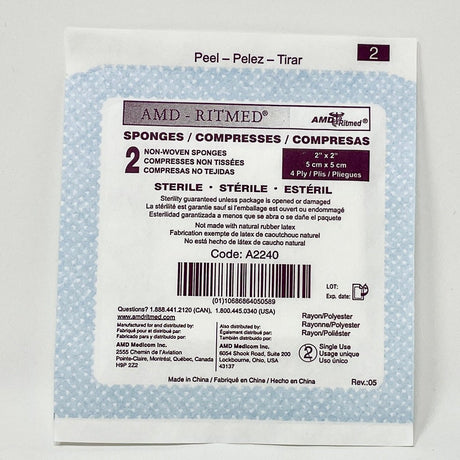 Peel – Pelez – Tirar
2
AMD - RITMED®
AMD Ritmed®
SPONGES / COMPRESSES / COMPRESAS
2 NON-WOVEN SPONGES
COMPRESSES NON TISSÉES
COMPRESAS NO TEJIDAS
2" x 2"
5 cm x 5 cm
4 Ply / Plis / Pliegues
STERILE - STÉRILE - ESTÉRIL
Sterility guaranteed unless package is opened or damaged
La stérilité est garantie sauf si l'emballage est ouvert ou endommagé
Esterilidad garantizada a menos que se abra o se dañe el paquete
Not made with natural rubber latex
Fabrication exempte de latex de caoutchouc naturel
No está hecho de látex de caucho natural
Code: A2240
(01)10686864050589
LOT:
Exp. date:
Questions? 1.888.441.2120 (CAN), 1.800.445.0340 (USA)
www.amdritmed.com
Manufactured for and distributed by:
Fabriqué pour et distribué par:
Fabricado para y distribuido por:
AMD Medicom Inc.
2555 Chemin de l'Aviation
Pointe-Claire, Montréal, Québec, Canada
H9P 2Z2
Also distributed by:
Également distribué par:
También distribuido por:
AMD Medicom Inc.
6054 Shook Road, Suite 200
Lockbourne, Ohio, US
43137
Rayon/Polyester
Rayonne/Polyester
Rayón/Poliéster
2 Single Use
Usage unique
Uso único
Made in China / Fabriqué en Chine / Hecho en China
Rev.:05